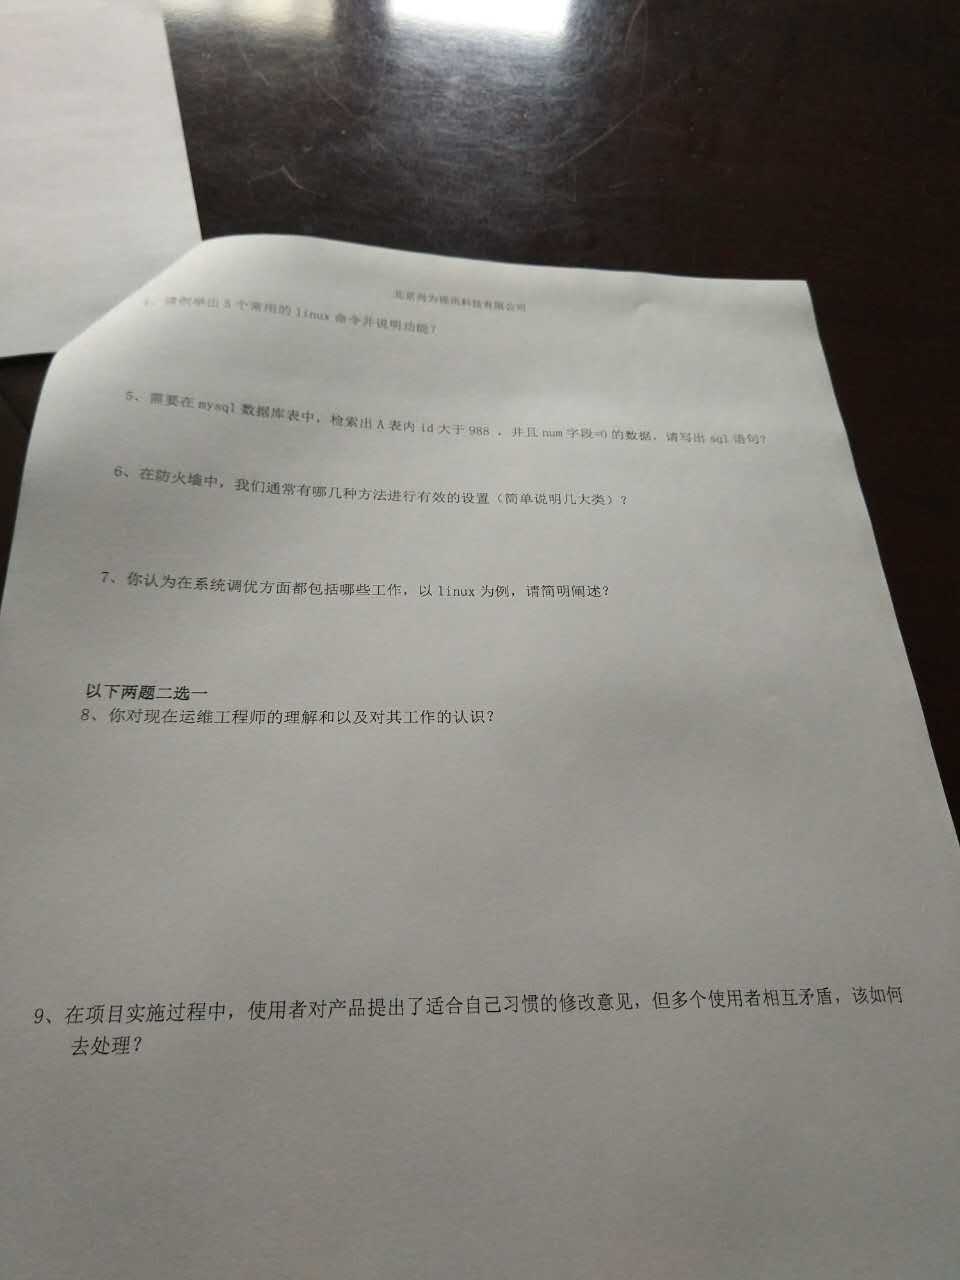 北京海为视讯科技有限公司
4、请例举出 5 个常用的 linux 命令并说明功能？
5、需要在 mysql 数据库表中，检索出 A 表内 id 大于 988 ，并且 num 字段=0 的数据，请写出 sql 语句？
6、在防火墙中，我们通常有哪几种方法进行有效的设置（简单说明几大类）？
7、你认为在系统调优方面都包括哪些工作，以 linux 为例，请简明阐述？
以下两题二选一
8、你对现在运维工程师的理解和以及对其工作的认识？
9、在项目实施过程中，使用者对产品提出了适合自己习惯的修改意见，但多个使用者相互矛盾，该如何
去处理？